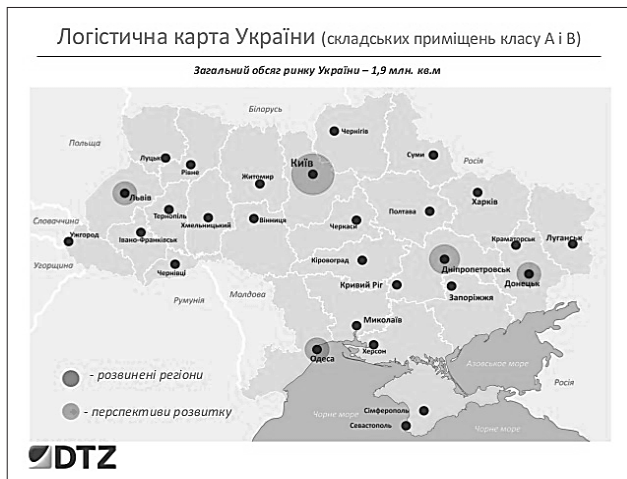 Логістична карта України (складських приміщень класу А і В)
Загальний обсяг ринку України – 1,9 млн. кв.м
Білорусь
Чернігів
Польща
Луцьк
Рівне
Київ
Суми
Росія
Житомир
Львів
Харків
Тернопіль
Хмельницький
Вінниця
Черкаси
Полтава
Словаччина
Ужгород
Івано-Франківськ
Краматорськ
Луганськ
Угорщина
Чернівці
Кіровоград
Дніпропетровськ
Донецьк
Кривий Ріг
Запоріжжя
Румунія
Молдова
Миколаїв
Херсон
Одеса
Азовське море
Росія
- розвинені регіони
- перспективи розвитку
Сімферополь
Севастополь
Чорне море
Чорне море
DTZ